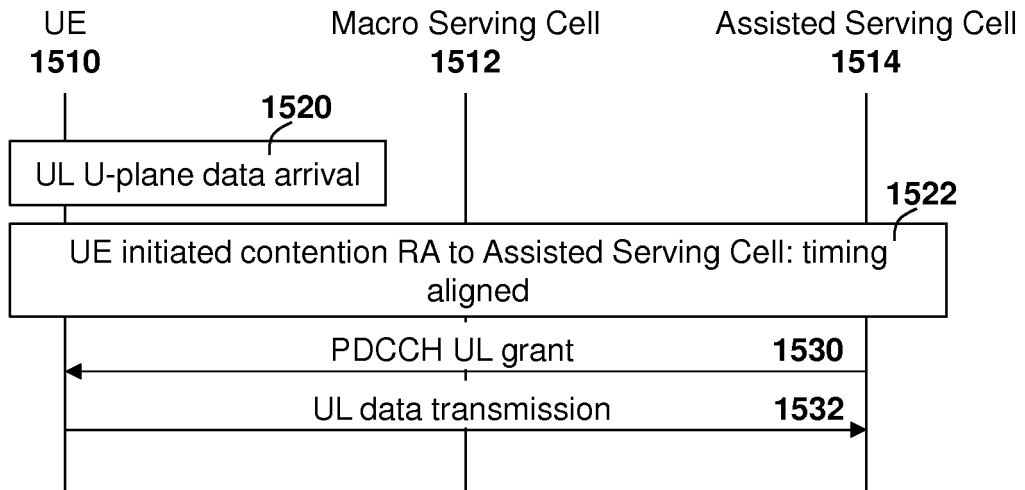 UE
Macro Serving Cell
Assisted Serving Cell
1510
1512
1514
1520
UL U-plane data arrival
1522
UE initiated contention RA to Assisted Serving Cell: timing
aligned
PDCCH UL grant
1530
UL data transmission
1532